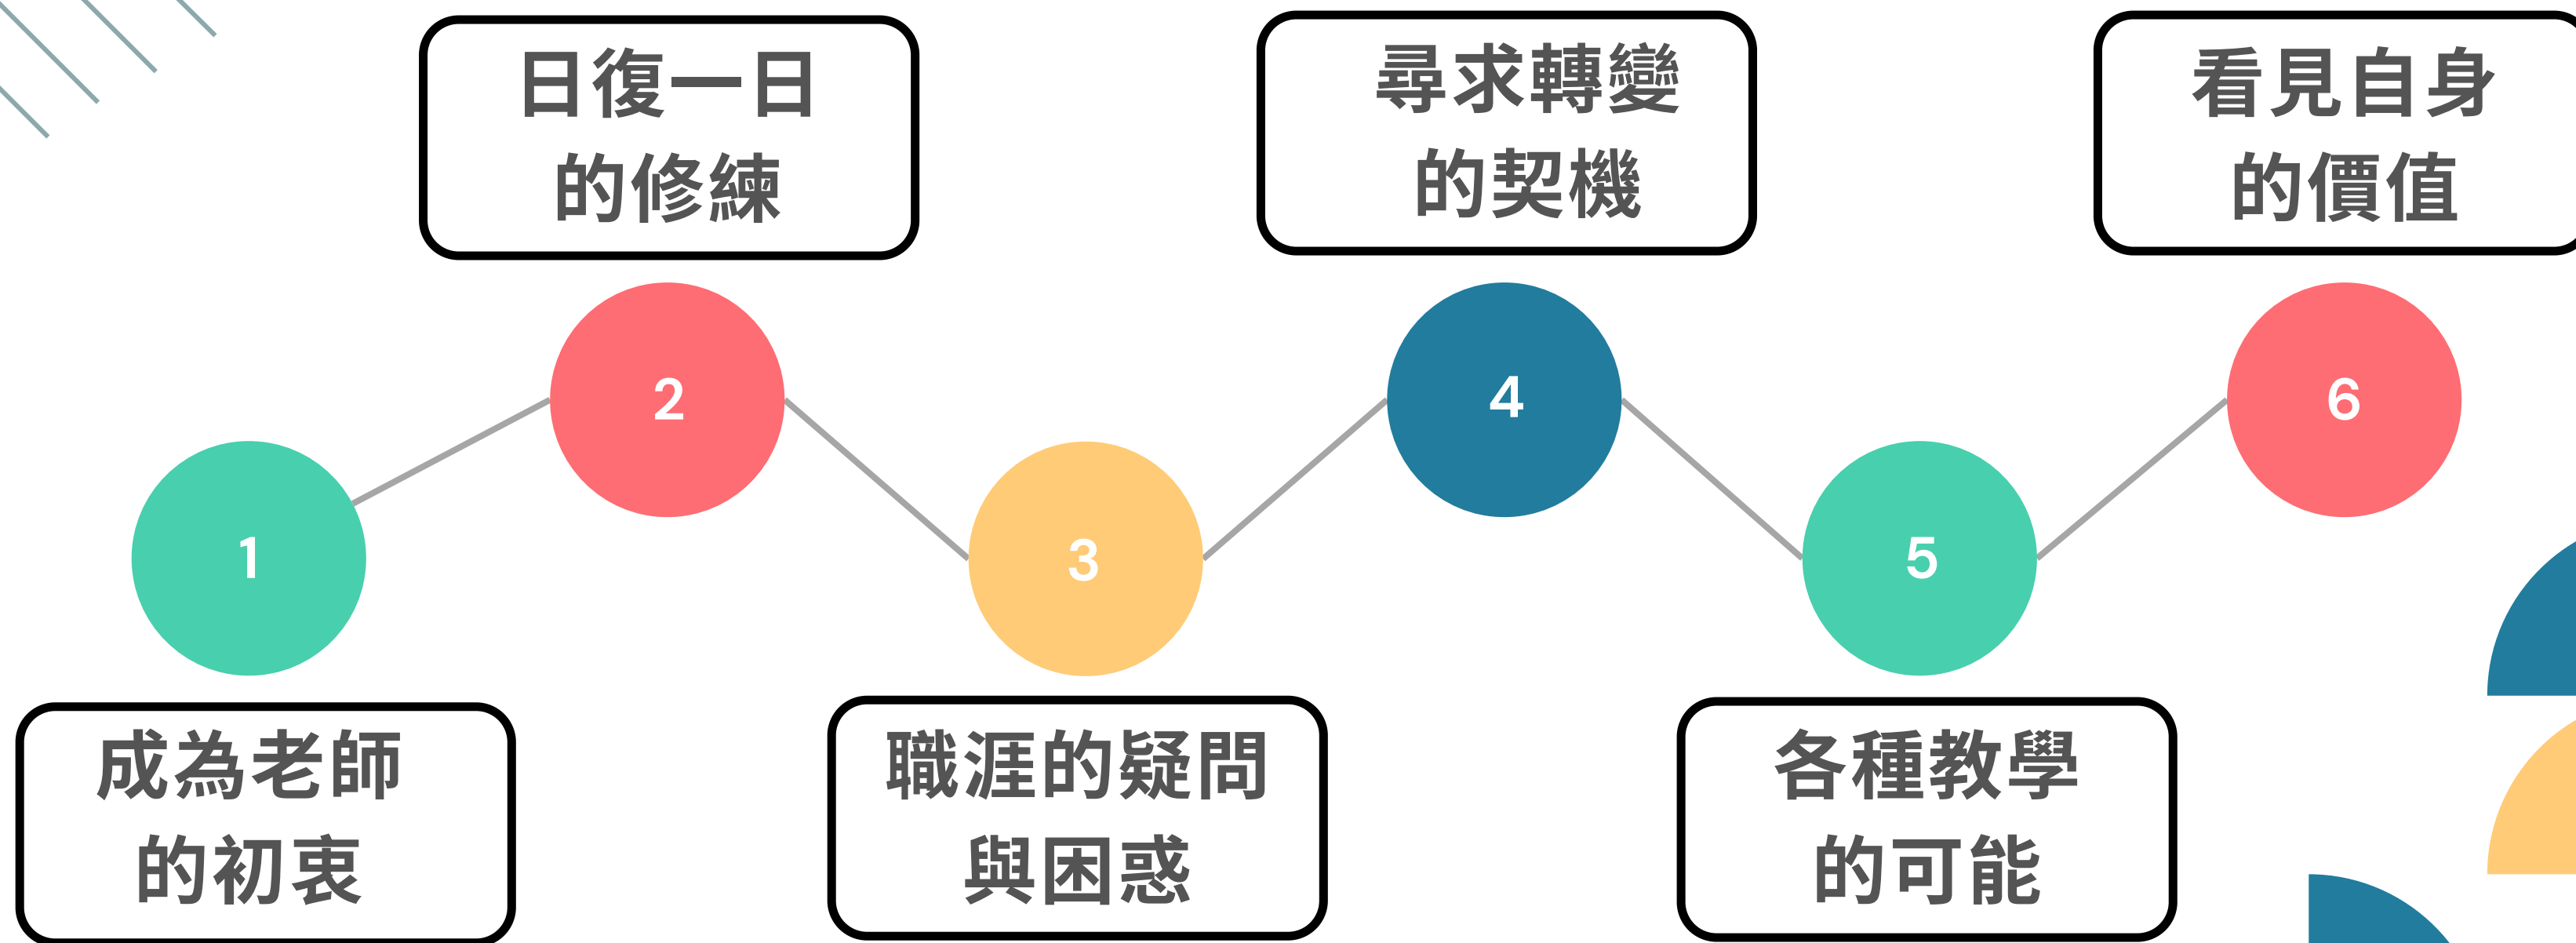 1
成為老師
的初衷
2
日復一日
的修練
3
職涯的疑問
與困惑
4
尋求轉變
的契機
5
各種教學
的可能
6
看見自身
的價值